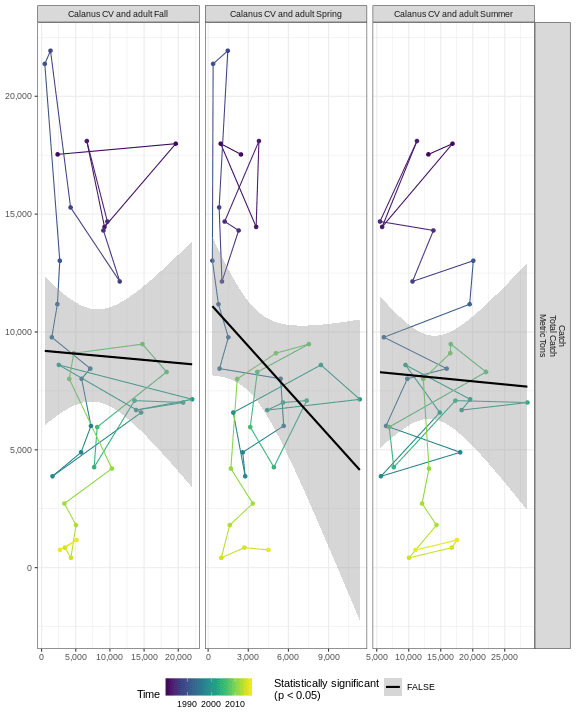 Calanus CV and adult Fall
Calanus CV and adult Spring
Calanus CV and adult Summer
20,000
15,000
10,000
5,000
0
Catch
Total Catch
Metric Tons
0 5,000 10,000 15,000 20,000
0 3,000 6,000 9,000
5,000 10,000 15,000 20,000 25,000
Time
1990 2000 2010
Statistically significant
(p < 0.05)
FALSE